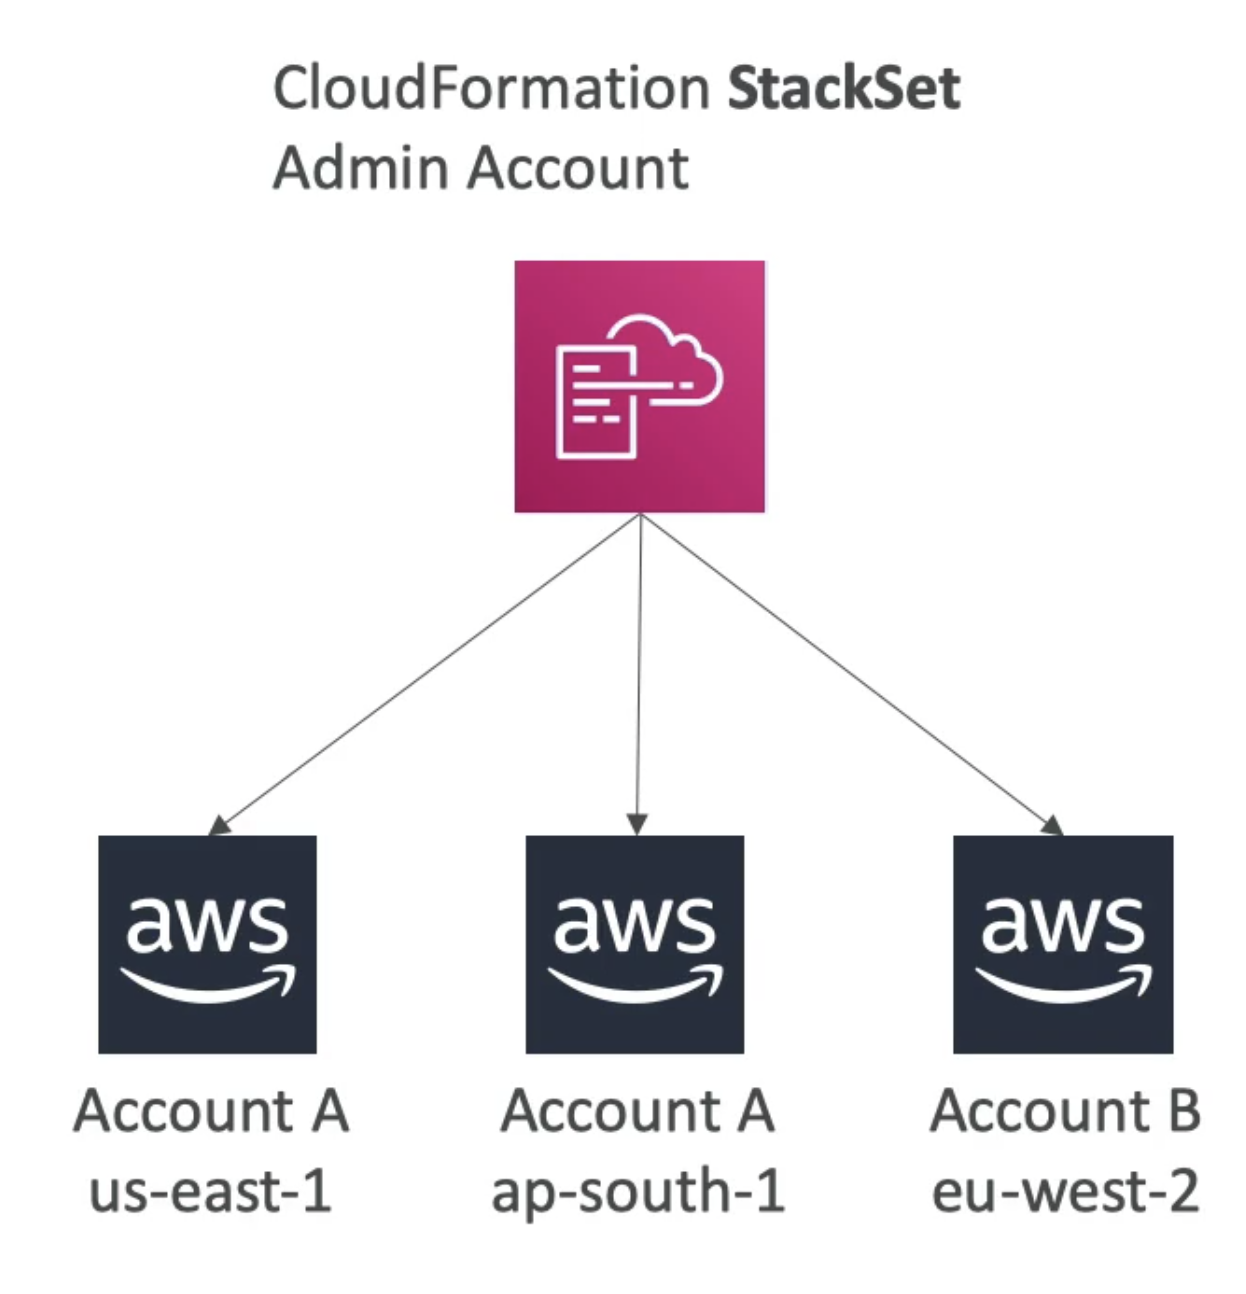 CloudFormation StackSet
Admin Account
aws
aws
aws
Account A
us-east-1
Account A
ap-south-1
Account B
eu-west-2